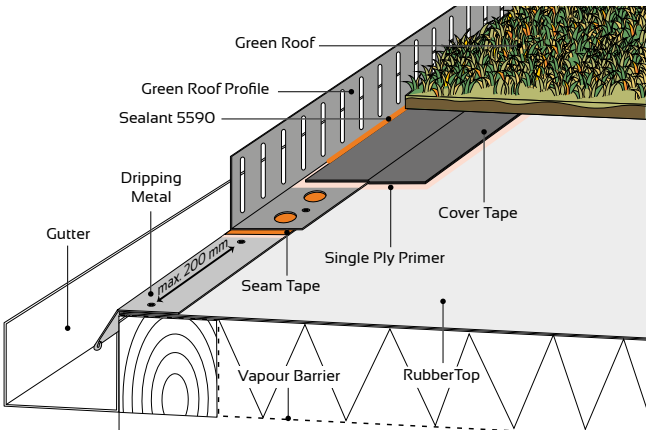 Green Roof
Green Roof Profile
Sealant 5590
Dripping
Metal
Gutter
max. 200 mm
Cover Tape
Single Ply Primer
Seam Tape
Vapour Barrier
RubberTop